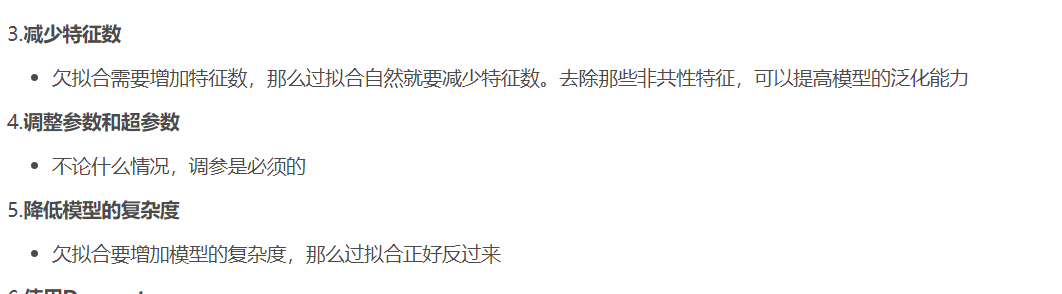 3.减少特征数
• 欠拟合需要增加特征数，那么过拟合自然就要减少特征数。去除那些非共性特征，可以提高模型的泛化能力
4.调整参数和超参数
• 不论什么情况，调参是必须的
5.降低模型的复杂度
• 欠拟合要增加模型的复杂度，那么过拟合正好反过来